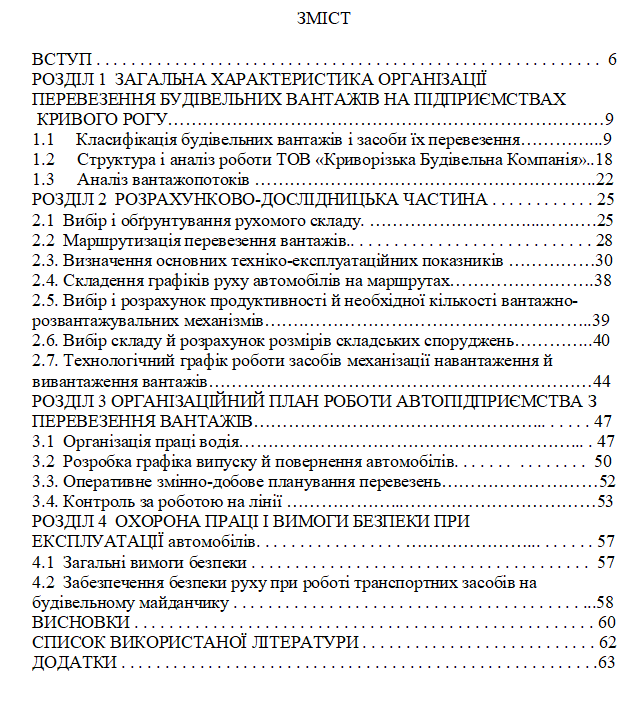 ЗМІСТ
ВСТУП . . . . . . . . . . . . . . . . . . . . . . . . . . . . . . . . . . . . . . . . . . . . . . . . . . . . . . . 6
РОЗДІЛ 1 ЗАГАЛЬНА ХАРАКТЕРИСТИКА ОРГАНІЗАЦІЇ
ПЕРЕВЕЗЕННЯ БУДІВЕЛЬНИХ ВАНТАЖІВ НА ПІДПРИЄМСТВАХ
КРИВОГО РОГУ……………………………………………………………9
1.1 Класифікація будівельних вантажів і засоби їх перевезення………...9
1.2 Структура і аналіз роботи ТОВ «Криворізька Будівельна Компанія»..18
1.3 Аналіз вантажопотоків …………………………………………….22
РОЗДІЛ 2 РОЗРАХУНКОВО-ДОСЛІДНИЦЬКА ЧАСТИНА . . . . . . . . . . . . 25
2.1 Вибір і обґрунтування рухомого складу. …………………...……….25
2.2 Маршрутизація перевезення вантажів.. . . . . . . . . . . . . . . . . . . . . . . . . . . 28
2.3. Визначення основних техніко-експлуатаційних показників …………..30
2.4. Складення графіків руху автомобілів на маршрутах………………….38
2.5. Вибір і розрахунок продуктивності й необхідної кількості вантажно-
розвантажувальних механізмів…….…………………………………...39
2.6. Вибір складу й розрахунок розмірів складських споруджень………..40
2.7. Технологічний графік роботи засобів механізації навантаження й
вивантаження вантажів…………………………………………………44
РОЗДІЛ 3 ОРГАНІЗАЦІЙНИЙ ПЛАН РОБОТИ АВТОПІДПРИЄМСТВА З
ПЕРЕВЕЗЕННЯ ВАНТАЖІВ…………………………………….. . . . . . 47
3.1 Організація праці водія……………………………………………... . 47
3.2 Розробка графіка випуску й повернення автомобілів. . . . . . . . . . . . . . . 50
3.3. Оперативне змінно-добове планування перевезень……………………52
3.4. Контроль за роботою на лінії ……………...……………………………53
РОЗДІЛ 4 ОХОРОНА ПРАЦІ І ВИМОГИ БЕЗПЕКИ ПРИ
ЕКСПЛУАТАЦІЇ автомобілів. . . . . . . . . . . . . . . …………….. . . . . . . . 57
4.1 Загальні вимоги безпеки . . . . . . . . . . . . . . . . . . . . . . . . . . . . . . . . . . . . . 57
4.2 Забезпечення безпеки руху при роботі транспортних засобів на
будівельному майданчику . . . . . . . . . . . . . . . . . . . . . . . . . . . . . . . . . . . . . ...58
ВИСНОВКИ . . . . . . . . . . . . . . . . . . . . . . . . . . . . . . . . . . . . . . . . . . . . . . . . . . . 60
СПИСОК ВИКОРИСТАНОЇ ЛІТЕРАТУРИ . . . . . . . . . . . . . . . . . . . . . . . . . . 62
ДОДАТКИ . . . . . . . . . . . . . . . . . . . . . . . . . . . . . . . . . . . . . . . . . . . . . . . . . . . .63